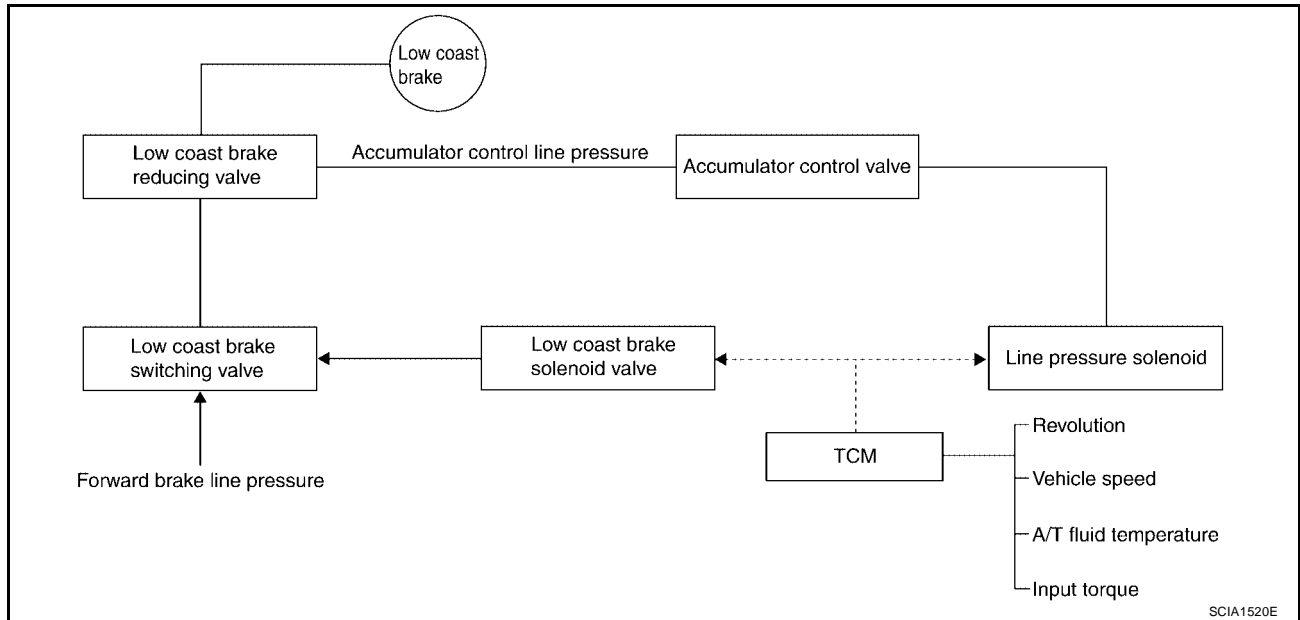 Low coast
brake
Low coast brake
reducing valve
Accumulator control line pressure
Accumulator control valve
Low coast brake
switching valve
Low coast brake
solenoid valve
Line pressure solenoid
Forward brake line pressure
TCM
Revolution
Vehicle speed
A/T fluid temperature
Input torque
SCIA1520E